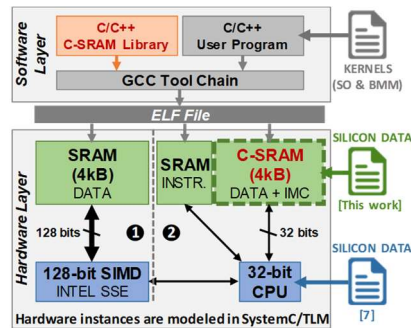 Software
Layer
C/C++
C-SRAM Library
C/C++
User Program
GCC Tool Chain
KERNELS
(SO & BMM)
ELF File
Hardware Layer
SRAM
(4kB)
DATA
SRAM
INSTR.
C-SRAM
(4kB)
DATA + IMC
SILICON DATA
[This work]
128 bits
1
2
32 bits
128-bit SIMD
INTEL SSE
32-bit
CPU
SILICON DATA
[7]
Hardware instances are modeled in SystemC/TLM